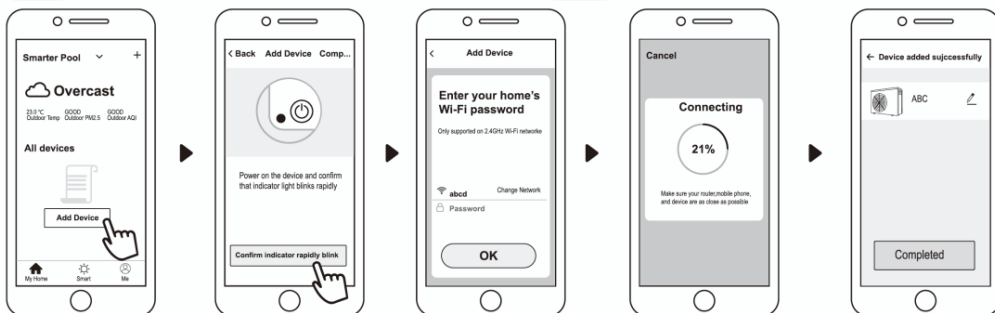 Smarter Pool
+
Overcast
23.0 °C GOOD GOOD
Outdoor Temp Outdoor PM2.5 Outdoor AQI
All devices
Add Device
My Home Smart Me
< Back Add Device Comp...
Power on the device and confirm
that indicator light blinks rapidly
Confirm indicator rapidly blink
< Add Device
Enter your home's
Wi-Fi password
Only supported on 2.4GHz Wi-Fi networke
abcd Change Network
Password
OK
Cancel
Connecting
21%
Make sure your router,mobile phone,
and device are as close as possible
← Device added sujccessfully
ABC
Completed